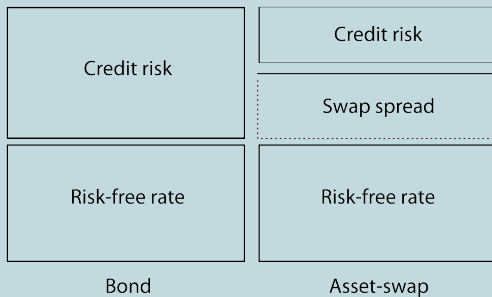 Credit risk
Credit risk
Swap spread
Risk-free rate
Risk-free rate
Bond
Asset-swap